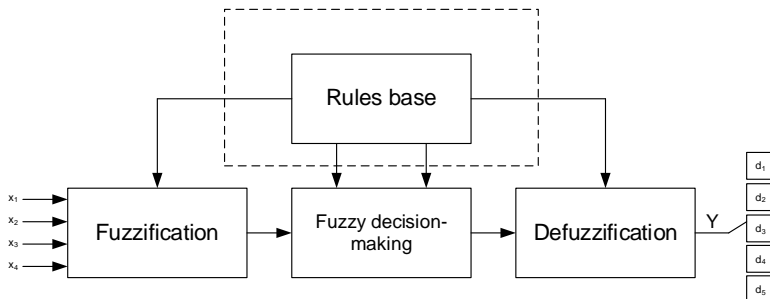 Rules base
x₁
x₂
x₃
x₄
Fuzzification
Fuzzy decision-
making
Defuzzification
Y
d₁
d₂
d₃
d₄
d₅